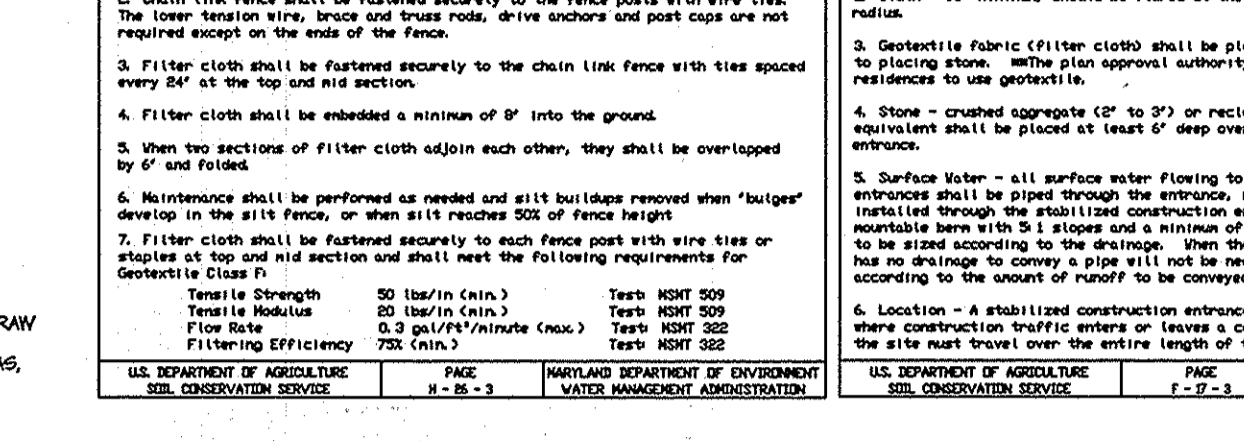 The lower tension wire, brace and truss rods, drive anchors and post caps are not
required except on the ends of the fence.
3. Filter cloth shall be fastened securely to the chain link fence with ties spaced
every 24" at the top and mid section.
4. Filter cloth shall be embedded a minimum of 8" into the ground.
5. When two sections of filter cloth adjoin each other, they shall be overlapped
by 6" and folded.
6. Maintenance shall be performed as needed and silt buildups removed when "bulges"
develop in the silt fence, or when silt reaches 50% of fence height
7. Filter cloth shall be fastened securely to each fence post with wire ties or
staples at top and mid section and shall meet the following requirements for
Geotextile Class F:
Tensile Strength 50 lbs/in (min.) Test: MSMT 509
Tensile Modulus 20 lbs/in (min.) Test: MSMT 509
Flow Rate 0.3 gal/ft²/minute (max.) Test: MSMT 322
Filtering Efficiency 75% (min.) Test: MSMT 322
U.S. DEPARTMENT OF AGRICULTURE PAGE MARYLAND DEPARTMENT OF ENVIRONMENT
SOIL CONSERVATION SERVICE H - 26 - 3 WATER MANAGEMENT ADMINISTRATION
RAW
AS,
radius.
3. Geotextile fabric (filter cloth) shall be pl
to placing stone. **The plan approval authority
residences to use geotextile.
4. Stone - crushed aggregate (2" to 3") or recl
equivalent shall be placed at least 6" deep over
entrance.
5. Surface Water - all surface water flowing to
entrances shall be piped through the entrance,
installed through the stabilized construction e
mountable berm with 5:1 slopes and a minimum of
to be sized according to the drainage. When the
has no drainage to convey a pipe will not be ne
according to the amount of runoff to be conveyed
6. Location - A stabilized construction entrance
where construction traffic enters or leaves a c
the site must travel over the entire length of
U.S. DEPARTMENT OF AGRICULTURE PAGE
SOIL CONSERVATION SERVICE F - 17 - 3